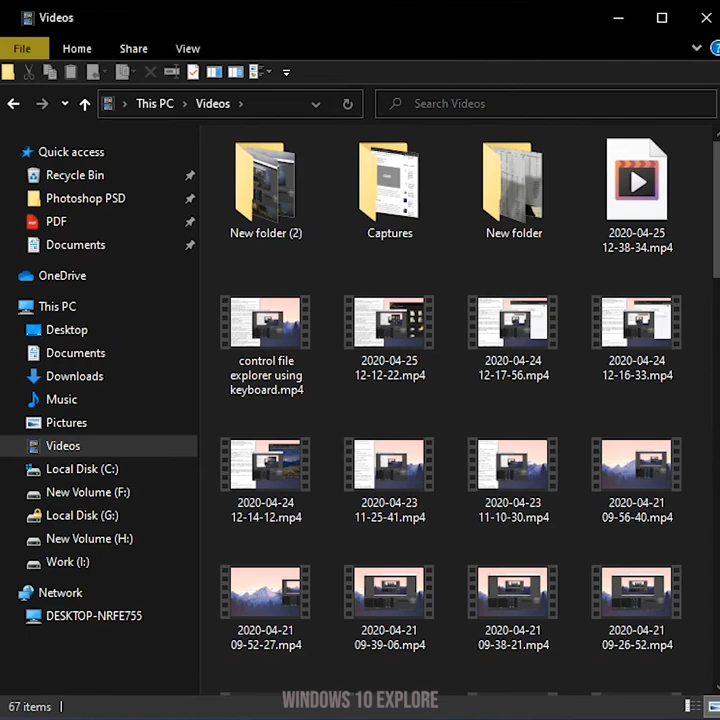 Videos
File Home Share View
This PC Videos
Search Videos
Quick access
Recycle Bin
Photoshop PSD
PDF
Documents
OneDrive
This PC
Desktop
Documents
Downloads
Music
Pictures
Videos
Local Disk (C:)
New Volume (F:)
Local Disk (G:)
New Volume (H:)
Work (I:)
Network
DESKTOP-NRFE755
New folder (2)
Captures
New folder
2020-04-25
12-38-34.mp4
control file
explorer using
keyboard.mp4
2020-04-25
12-12-22.mp4
2020-04-24
12-17-56.mp4
2020-04-24
12-16-33.mp4
2020-04-24
12-14-12.mp4
2020-04-23
11-25-41.mp4
2020-04-23
11-10-30.mp4
2020-04-21
09-56-40.mp4
2020-04-21
09-52-27.mp4
2020-04-21
09-39-06.mp4
2020-04-21
09-38-21.mp4
2020-04-21
09-26-52.mp4
67 items
WINDOWS 10 EXPLORE